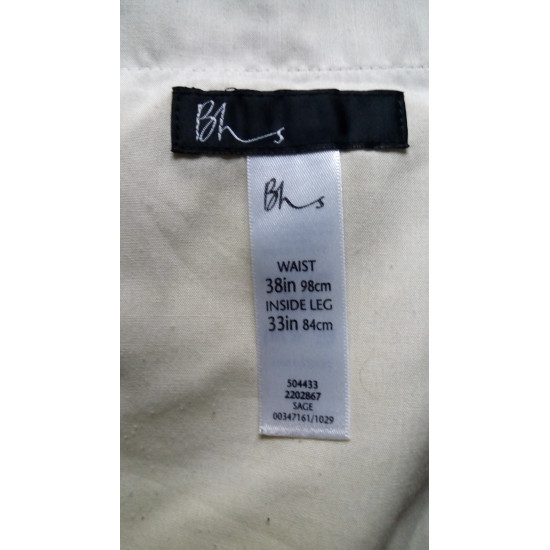 Bhs
Bhs
WAIST
38in 98cm
INSIDE LEG
33in 84cm
504433
2202867
SAGE
00347161/1029